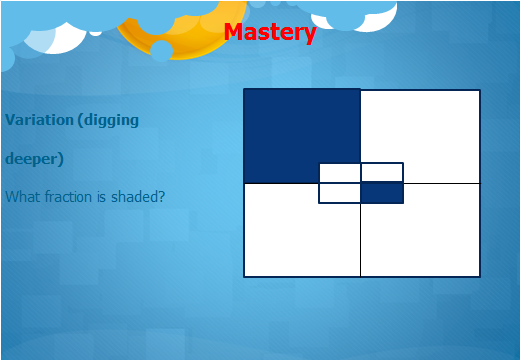 Mastery
Variation (digging
deeper)
What fraction is shaded?